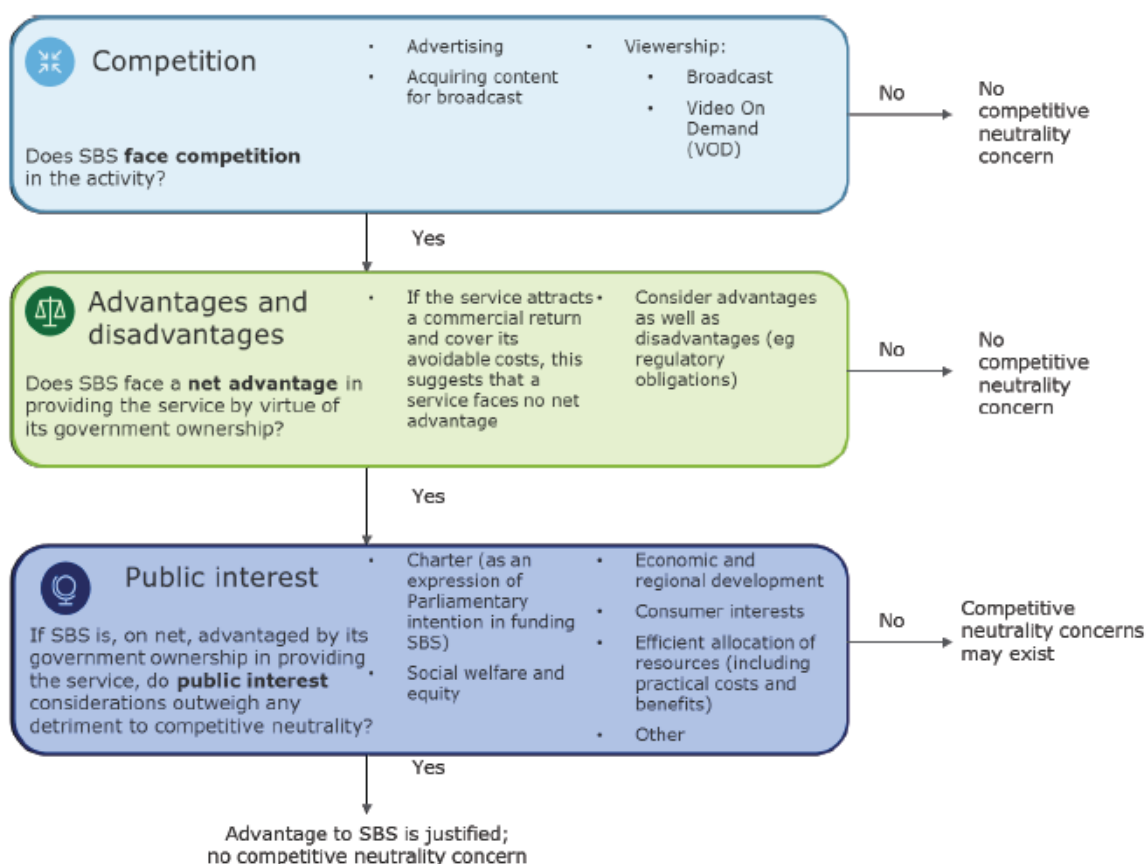 Competition
Does SBS face competition
in the activity?
• Advertising
• Acquiring content
for broadcast
• Viewership:
• Broadcast
• Video On
Demand
(VOD)
No
No
competitive
neutrality
concern
Yes
Advantages and
disadvantages
Does SBS face a net advantage in
providing the service by virtue of
its government ownership?
• If the service attracts
a commercial return
and cover its
avoidable costs, this
suggests that a
service faces no net
advantage
• Consider advantages
as well as
disadvantages (eg
regulatory
obligations)
No
No
competitive
neutrality
concern
Yes
Public interest
If SBS is, on net, advantaged by its
government ownership in providing
the service, do public interest
considerations outweigh any
detriment to competitive neutrality?
• Charter (as an
expression of
Parliamentary
intention in funding
SBS)
• Social welfare and
equity
• Economic and
regional development
• Consumer interests
• Efficient allocation of
resources (including
practical costs and
benefits)
• Other
No
Competitive
neutrality concerns
may exist
Yes
Advantage to SBS is justified;
no competitive neutrality concern